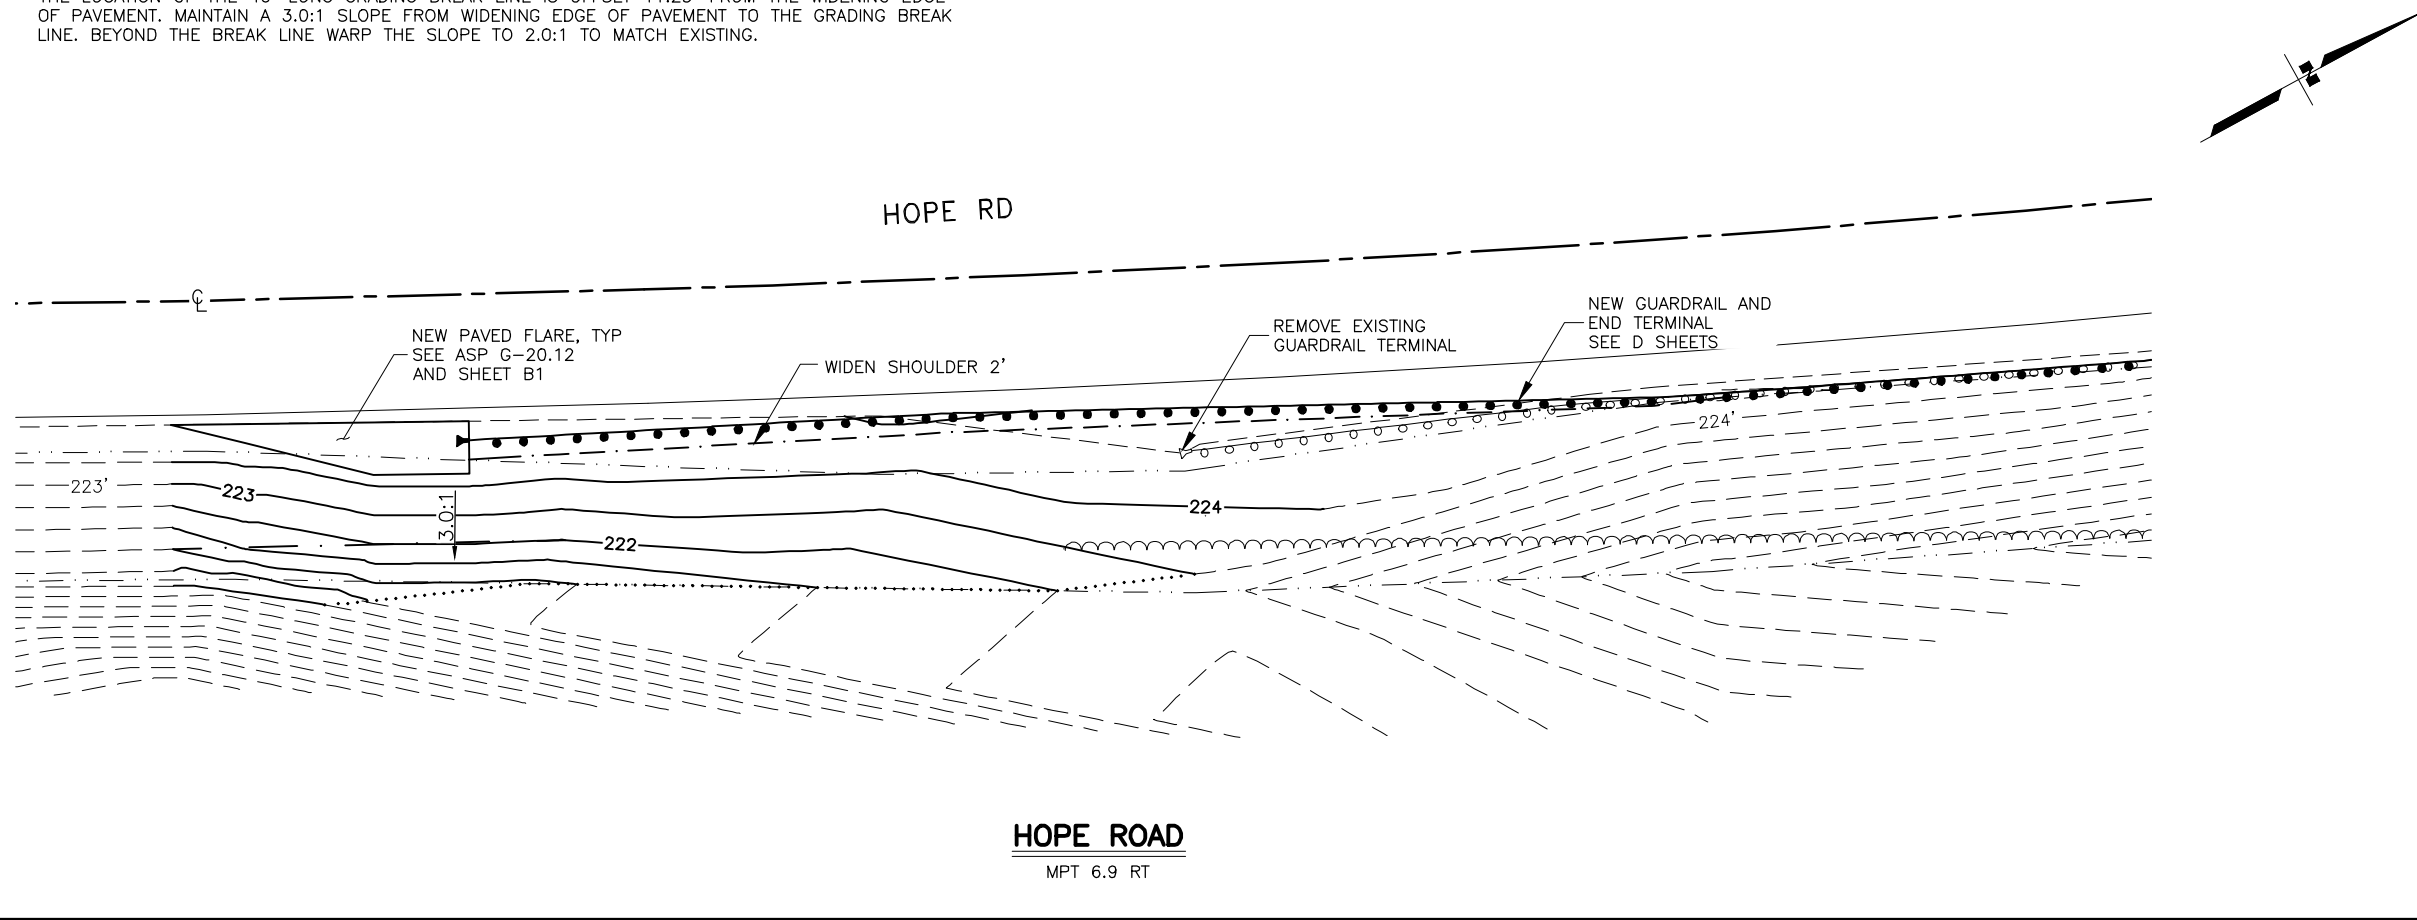 OF PAVEMENT. MAINTAIN A 3.0:1 SLOPE FROM WIDENING EDGE OF PAVEMENT TO THE GRADING BREAK
LINE. BEYOND THE BREAK LINE WARP THE SLOPE TO 2.0:1 TO MATCH EXISTING.
N
HOPE RD
CL
NEW PAVED FLARE, TYP
SEE ASP G-20.12
AND SHEET B1
WIDEN SHOULDER 2'
REMOVE EXISTING
GUARDRAIL TERMINAL
NEW GUARDRAIL AND
END TERMINAL
SEE D SHEETS
224'
223'
223
3.0:1
224
222
HOPE ROAD
MPT 6.9 RT